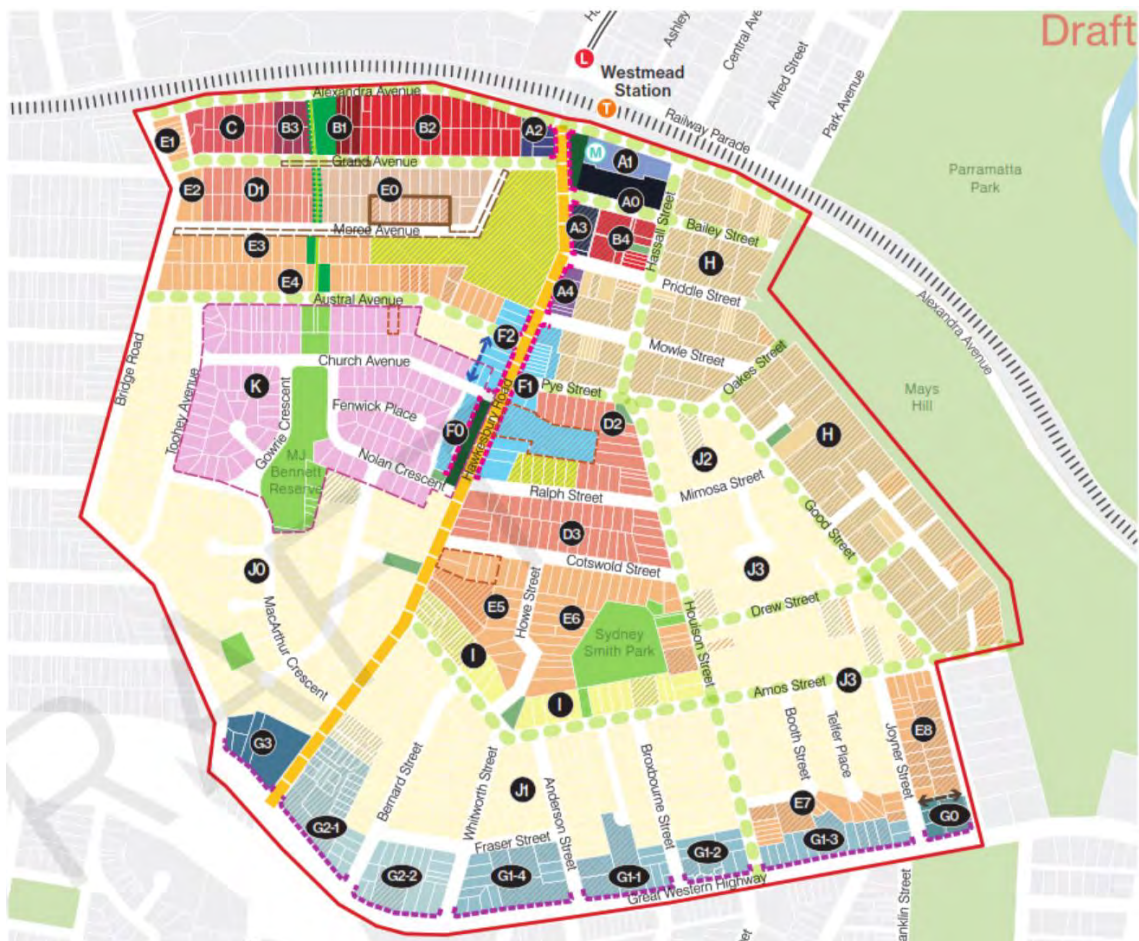 Draft
Ashley
Central Ave
Alfred Street
Park Avenue
L
Westmead
Station
T
Railway Parade
Alexandra Avenue
E1
C
B3
B1
B2
A2
M
A1
Parramatta
Park
Grand Avenue
A0
E2
D1
E0
A3
B4
Hassall Street
Bailey Street
H
Moree Avenue
E3
E4
A4
Priddle Street
Alexandra Avenue
Austral Avenue
F2
Mowle Street
Bridge Road
Church Avenue
Oakes Street
Mays
Hill
K
Toohey Avenue
Gowrie Crescent
Fenwick Place
F1
Pye Street
F0
Hawkesbury Road
D2
H
MJ
Bennett
Reserve
Nolan Crescent
J2
Mimosa Street
Ralph Street
Good Street
D3
J0
Cotswold Street
J3
MacArthur Crescent
E5
Howe Street
E6
Drew Street
Sydney
Smith Park
Houison Street
I
I
Amos Street
J3
G3
E8
Bernard Street
Whitworth Street
J1
Anderson Street
Broxbourne Street
Booth Street
Telfer Place
Joyner Street
E7
G0
G2-1
Fraser Street
G1-2
G1-3
G2-2
G1-4
G1-1
Great Western Highway
anklin Street